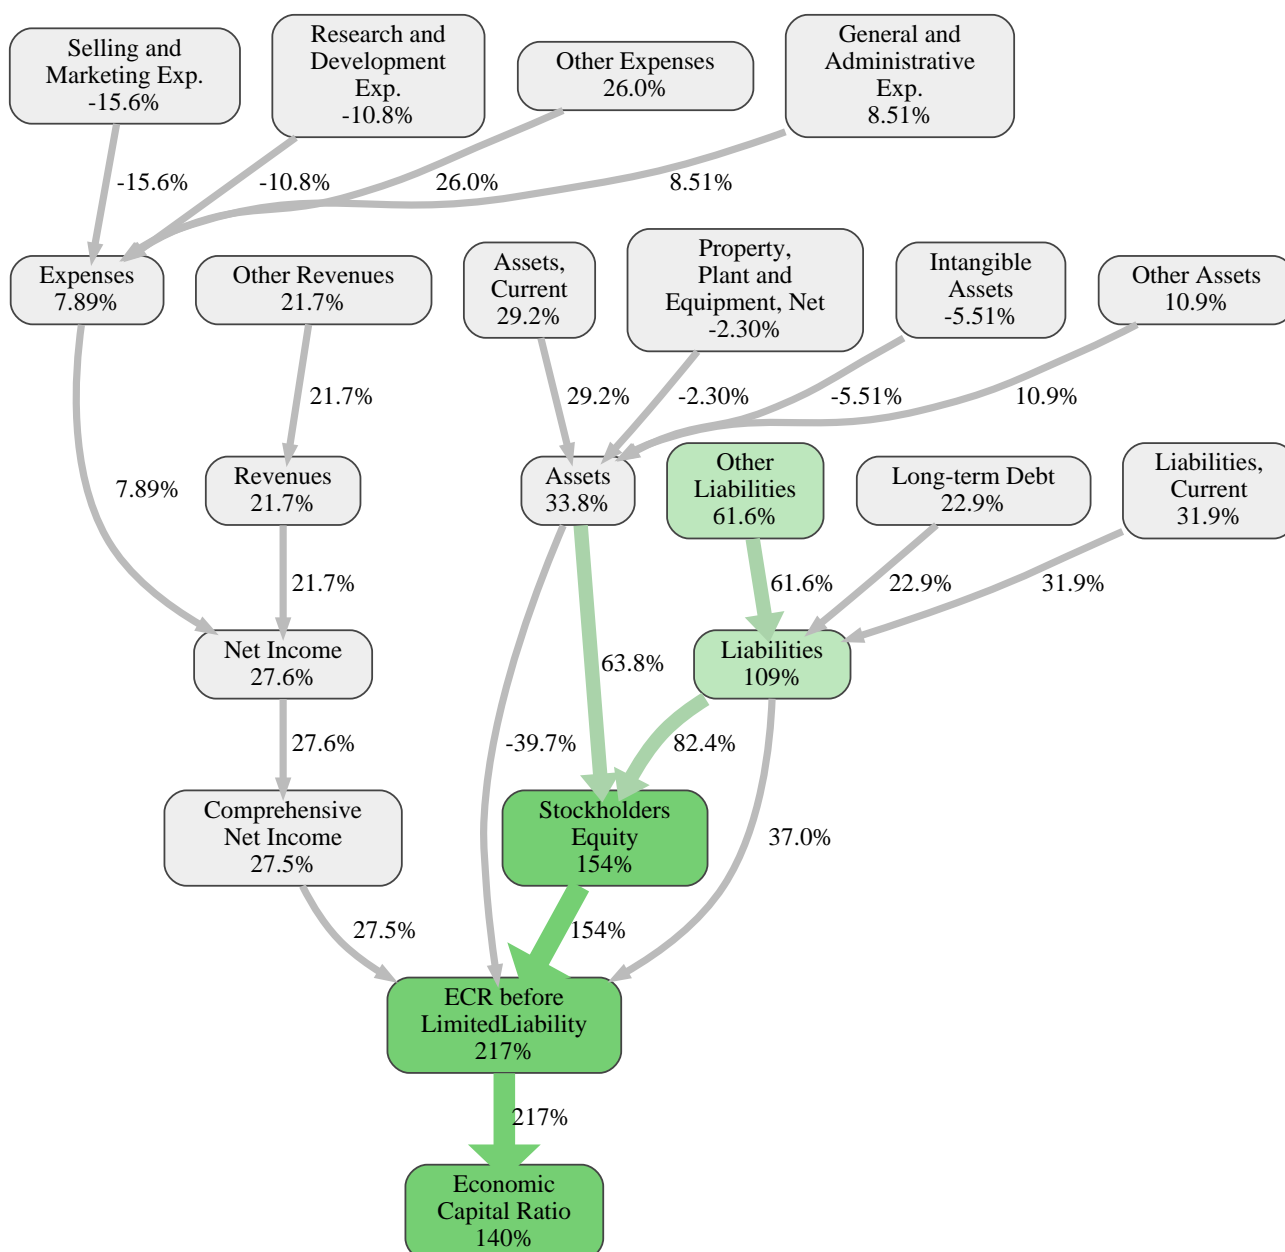 Selling and
Marketing Exp.
-15.6%
Research and
Development
Exp.
-10.8%
Other Expenses
26.0%
General and
Administrative
Exp.
8.51%
-15.6%
-10.8%
26.0%
8.51%
Expenses
7.89%
Other Revenues
21.7%
Assets,
Current
29.2%
Property,
Plant and
Equipment, Net
-2.30%
Intangible
Assets
-5.51%
Other Assets
10.9%
21.7%
29.2%
-2.30%
-5.51%
10.9%
7.89%
Revenues
21.7%
Assets
33.8%
Other
Liabilities
61.6%
Long-term Debt
22.9%
Liabilities,
Current
31.9%
21.7%
61.6%
22.9%
31.9%
Net Income
27.6%
63.8%
Liabilities
109%
27.6%
-39.7%
82.4%
Comprehensive
Net Income
27.5%
Stockholders
Equity
154%
37.0%
27.5%
154%
ECR before
LimitedLiability
217%
217%
Economic
Capital Ratio
140%